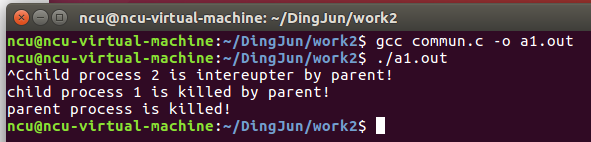 ncu@ncu-virtual-machine: ~/DingJun/work2
ncu@ncu-virtual-machine:~/DingJun/work2$ gcc commun.c -o a1.out
ncu@ncu-virtual-machine:~/DingJun/work2$ ./a1.out
^Cchild process 2 is intereupter by parent!
child process 1 is killed by parent!
parent process is killed!
ncu@ncu-virtual-machine:~/DingJun/work2$